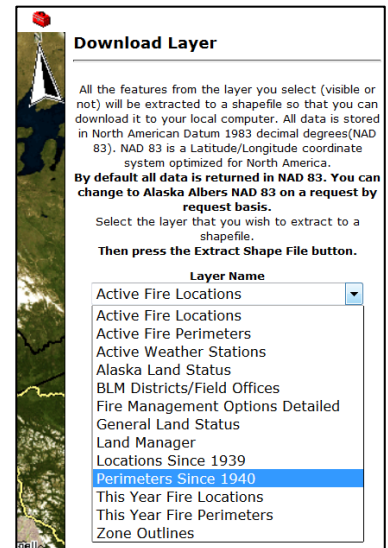 Download Layer
All the features from the layer you select (visible or
not) will be extracted to a shapefile so that you can
download it to your local computer. All data is stored
in North American Datum 1983 decimal degrees(NAD
83). NAD 83 is a Latitude/Longitude coordinate
system optimized for North America.
By default all data is returned in NAD 83. You can
change to Alaska Albers NAD 83 on a request by
request basis.
Select the layer that you wish to extract to a
shapefile.
Then press the Extract Shape File button.
Layer Name
Active Fire Locations
Active Fire Locations
Active Fire Perimeters
Active Weather Stations
Alaska Land Status
BLM Districts/Field Offices
Fire Management Options Detailed
General Land Status
Land Manager
Locations Since 1939
Perimeters Since 1940
This Year Fire Locations
This Year Fire Perimeters
Zone Outlines